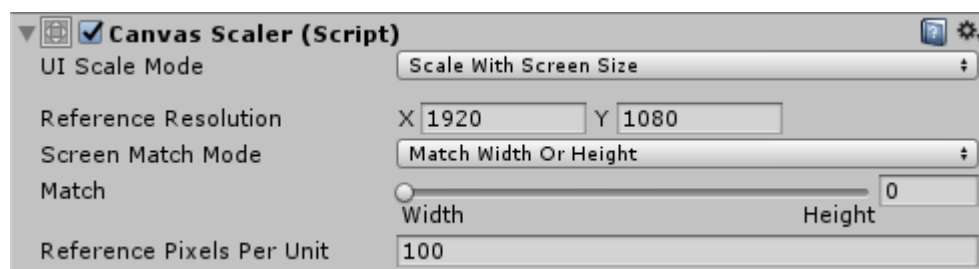 Canvas Scaler (Script)
UI Scale Mode Scale With Screen Size
Reference Resolution X 1920 Y 1080
Screen Match Mode Match Width Or Height
Match 0
Width Height
Reference Pixels Per Unit 100